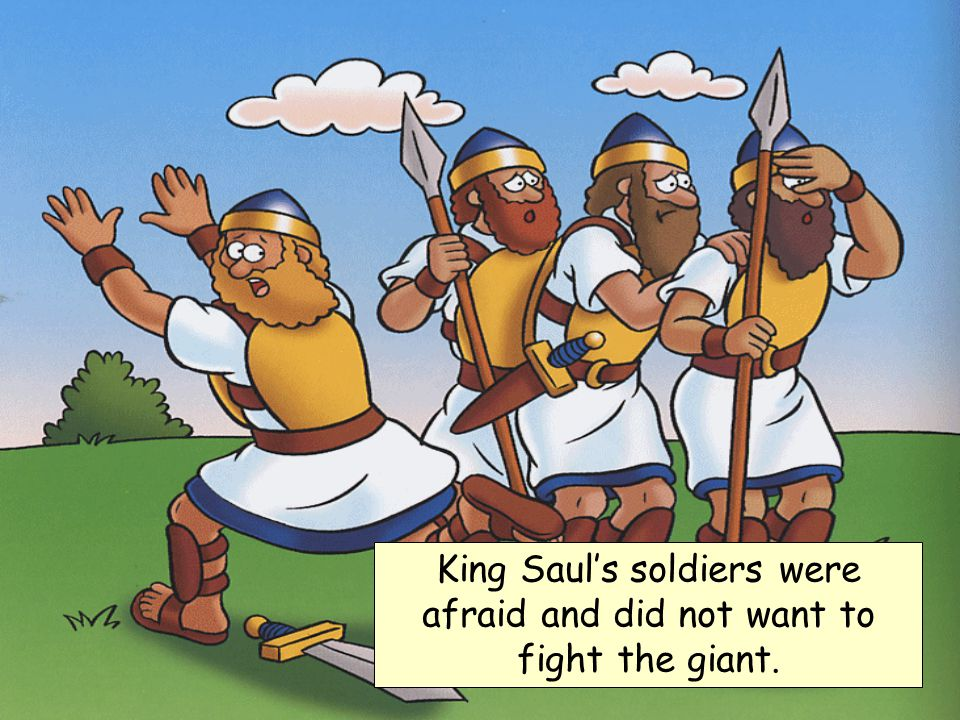 King Saul’s soldiers were
afraid and did not want to
fight the giant.